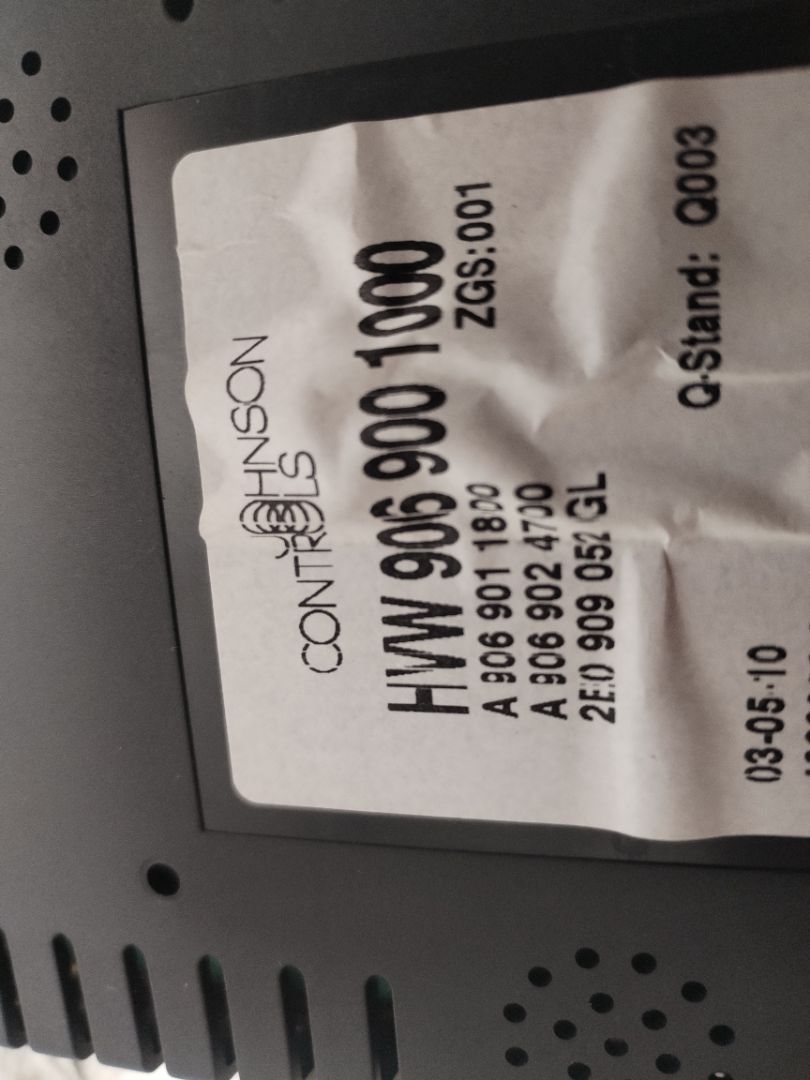 JOHNSON
CONTROLS
HVW 906 900 1000
A 906 901 1800 ZGS:001
A 906 902 4700
2E0 909 052 GL
Q-Stand: Q003
03-05-10